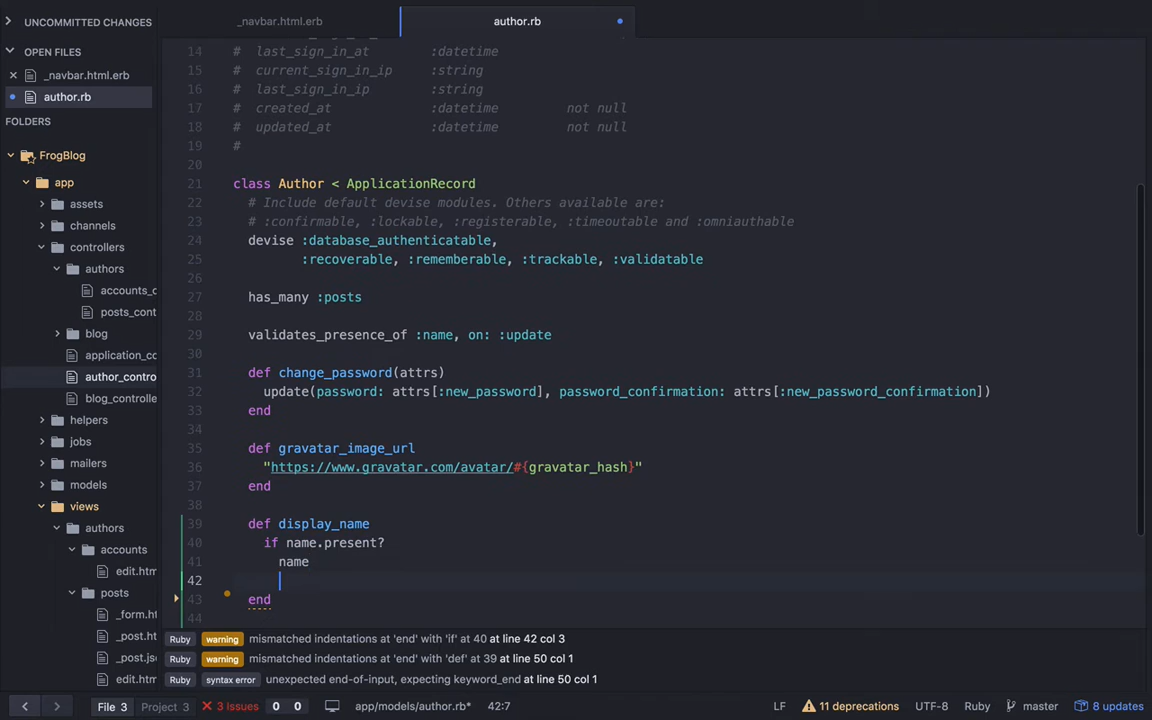 UNCOMMITTED CHANGES
OPEN FILES
_navbar.html.erb
author.rb
FOLDERS
FrogBlog
app
assets
channels
controllers
authors
accounts_c
posts_cont
blog
application_co
author_contro
blog_controlle
helpers
jobs
mailers
models
views
authors
accounts
edit.htm
posts
_form.ht
_post.ht
_post.js
edit.htm
_navbar.html.erb
author.rb
14 # last_sign_in_at :datetime
15 # current_sign_in_ip :string
16 # last_sign_in_ip :string
17 # created_at :datetime not null
18 # updated_at :datetime not null
19 #
20
21 class Author < ApplicationRecord
22 # Include default devise modules. Others available are:
23 # :confirmable, :lockable, :registerable, :timeoutable and :omniauthable
24 devise :database_authenticatable,
25 :recoverable, :rememberable, :trackable, :validatable
26
27 has_many :posts
28
29 validates_presence_of :name, on: :update
30
31 def change_password(attrs)
32 update(password: attrs[:new_password], password_confirmation: attrs[:new_password_confirmation])
33 end
34
35 def gravatar_image_url
36 "https://www.gravatar.com/avatar/#{gravatar_hash}"
37 end
38
39 def display_name
40 if name.present?
41 name
42
43 end
44
Ruby warning mismatched indentations at 'end' with 'if' at 40 at line 42 col 3
Ruby warning mismatched indentations at 'end' with 'def' at 39 at line 50 col 1
Ruby syntax error unexpected end-of-input, expecting keyword_end at line 50 col 1
File 3 Project 3 3 Issues 0 0 app/models/author.rb* 42:7 LF 11 deprecations UTF-8 Ruby master 8 updates